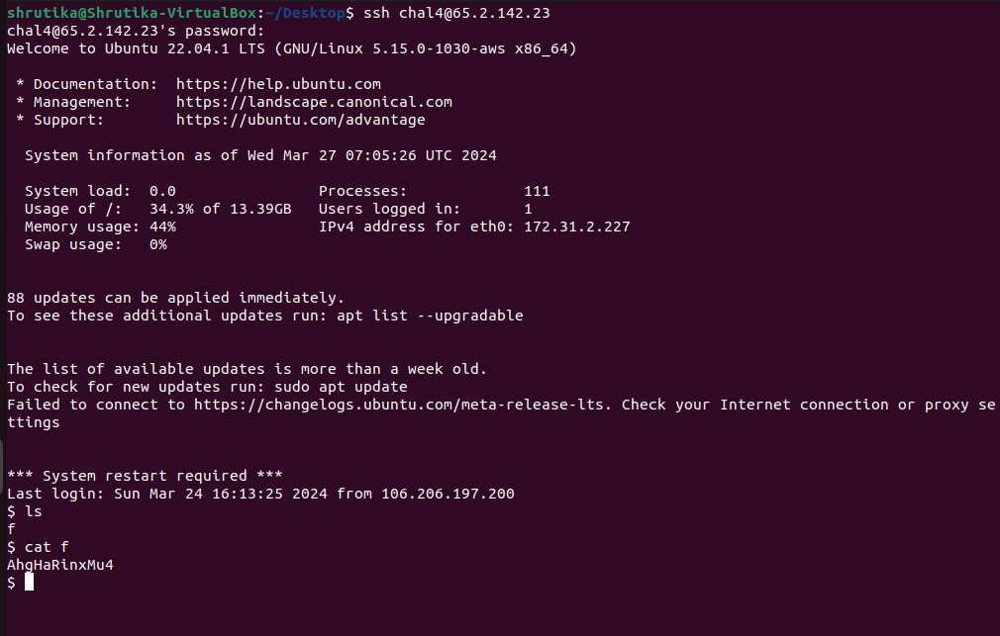 shrutika@Shrutika-VirtualBox:~/Desktop$ ssh chal4@65.2.142.23
chal4@65.2.142.23's password:
Welcome to Ubuntu 22.04.1 LTS (GNU/Linux 5.15.0-1030-aws x86_64)
* Documentation:  https://help.ubuntu.com
* Management:     https://landscape.canonical.com
* Support:        https://ubuntu.com/advantage
System information as of Wed Mar 27 07:05:26 UTC 2024
System load:  0.0                Processes:             111
Usage of /:   34.3% of 13.39GB   Users logged in:       1
Memory usage: 44%                IPv4 address for eth0: 172.31.2.227
Swap usage:   0%
88 updates can be applied immediately.
To see these additional updates run: apt list --upgradable
The list of available updates is more than a week old.
To check for new updates run: sudo apt update
Failed to connect to https://changelogs.ubuntu.com/meta-release-lts. Check your Internet connection or proxy se
ttings
*** System restart required ***
Last login: Sun Mar 24 16:13:25 2024 from 106.206.197.200
$ ls
f
$ cat f
AhgHaRinxMu4
$